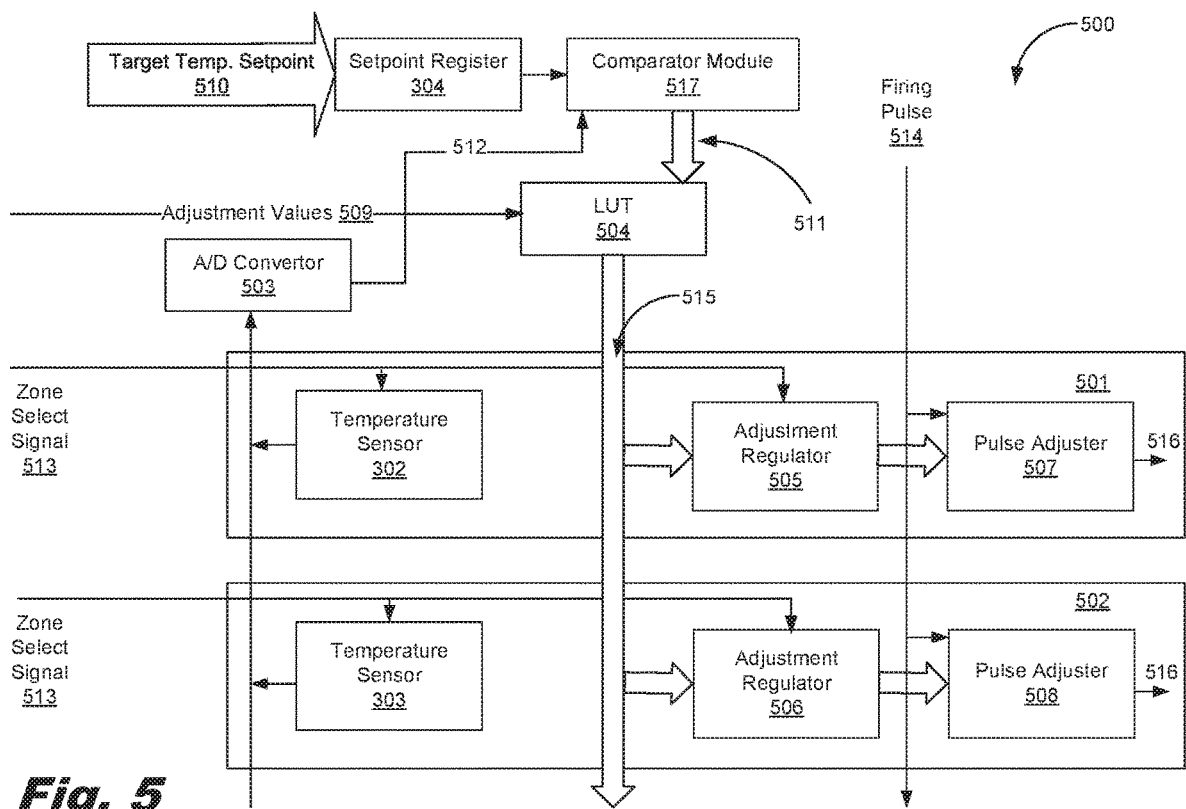 Target Temp. Setpoint
510
Setpoint Register
304
Comparator Module
517
500
Firing
Pulse
514
512
511
Adjustment Values 509
LUT
504
A/D Convertor
503
515
Zone
Select
Signal
513
Temperature
Sensor
302
Adjustment
Regulator
505
501
Pulse Adjuster
507
516
Zone
Select
Signal
513
Temperature
Sensor
303
Adjustment
Regulator
506
502
Pulse Adjuster
508
516
Fig. 5